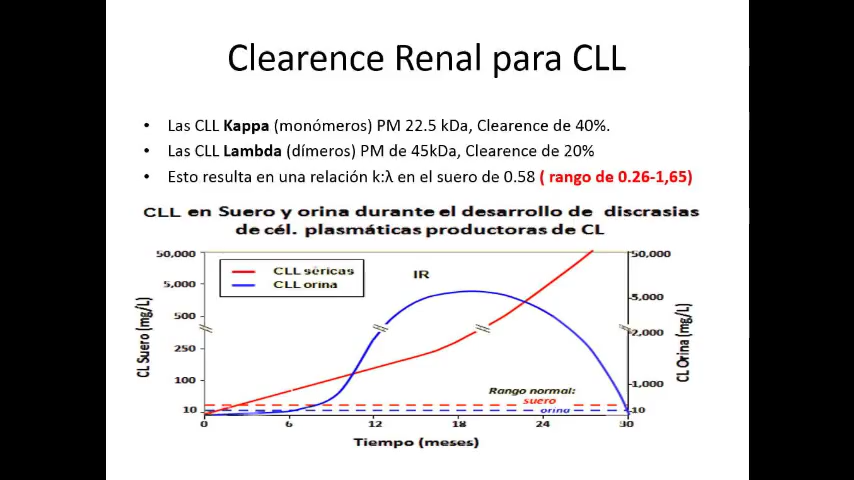 Clearence Renal para CLL
• Las CLL Kappa (monómeros) PM 22.5 kDa, Clearence de 40%.
• Las CLL Lambda (dímeros) PM de 45kDa, Clearence de 20%
• Esto resulta en una relación k:λ en el suero de 0.58 ( rango de 0.26-1,65)
CLL en Suero y orina durante el desarrollo de discrasias
de cél. plasmáticas productoras de CL
CLL séricas
CLL orina
IR
CL Suero (mg/L)
50,000
5,000
500
250
100
10
50,000
5,000
2,000
1,000
10
CL Orina (mg/L)
Rango normal:
suero
orina
0 6 12 18 24 30
Tiempo (meses)